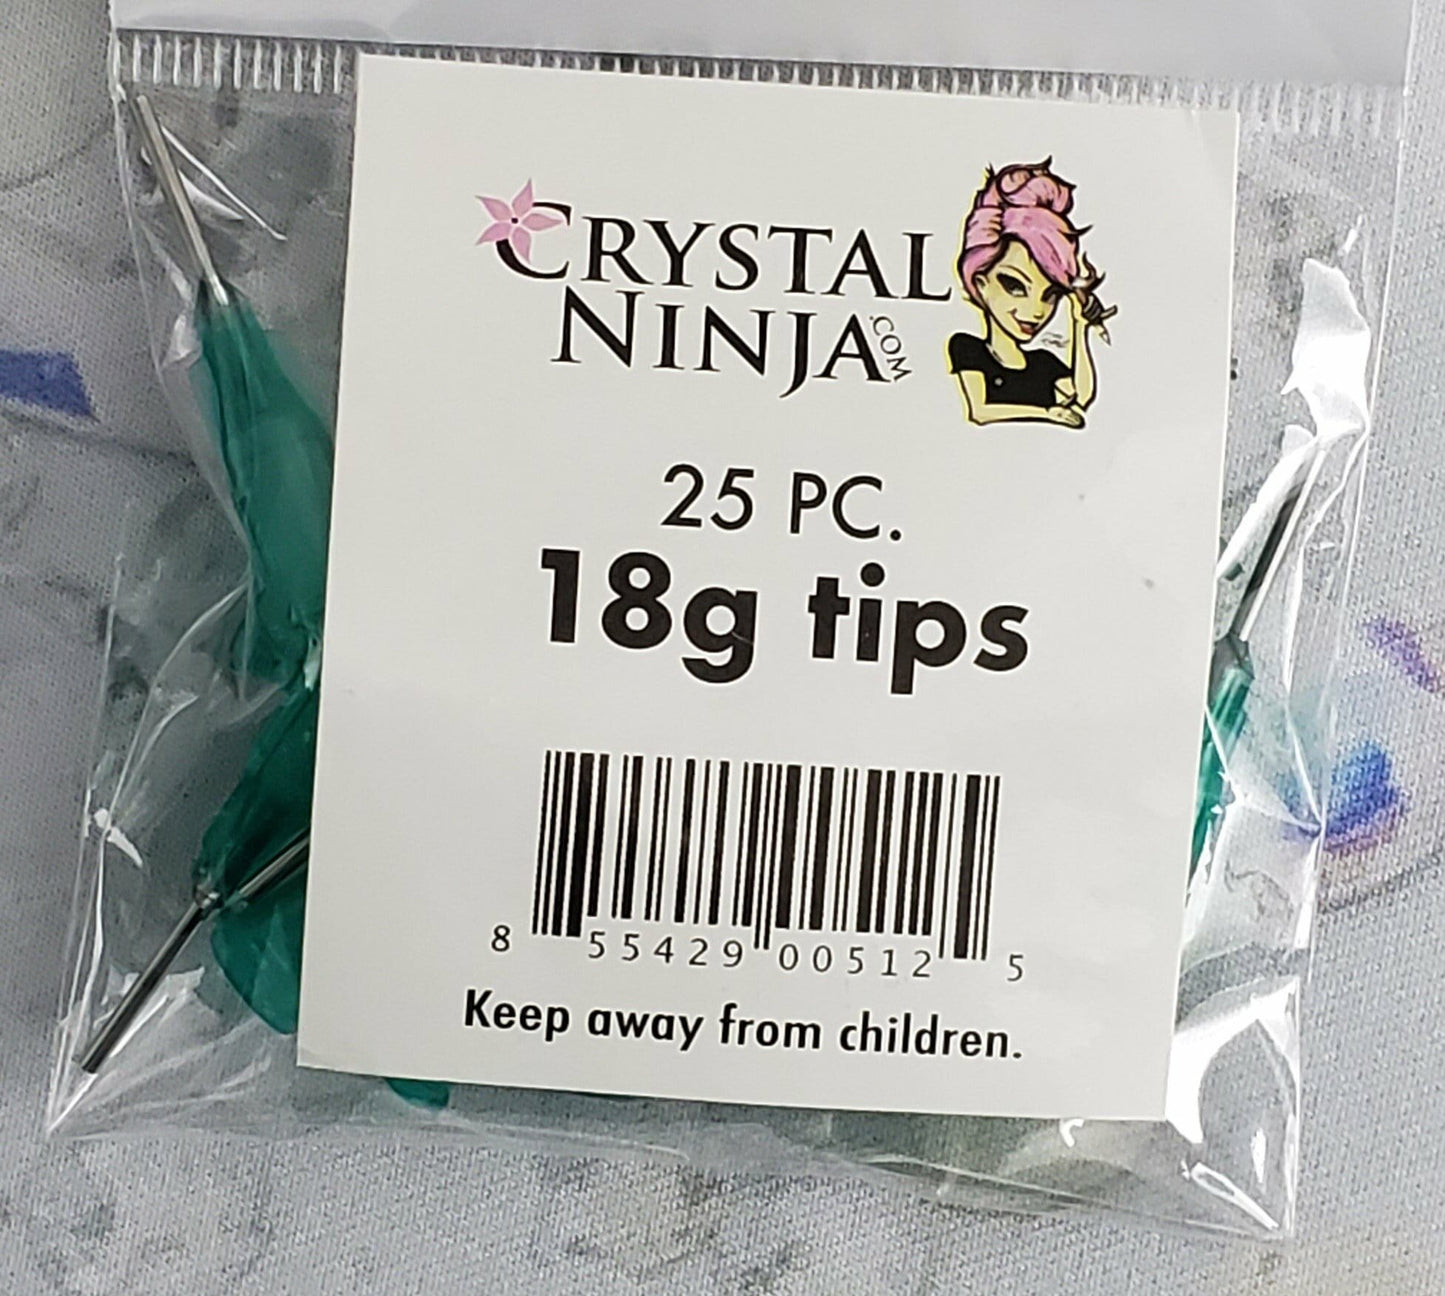 CRYSTAL
NINJA.COM
25 PC.
18g tips
8 55429 00512 5
Keep away from children.